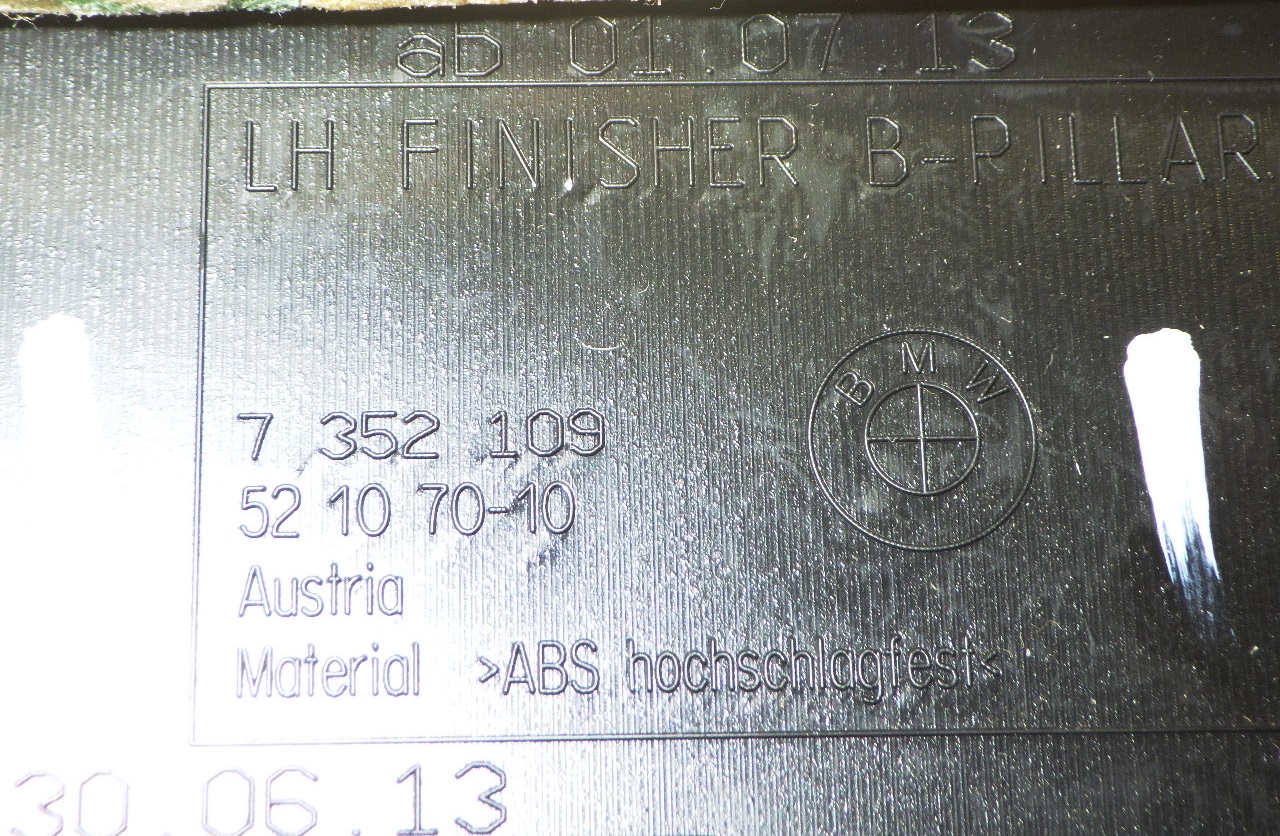 ab 01.07.13
LH FINISHER B-PILLAR
BMW
7 352 109
52 10 70-10
Austria
Material >ABS hochschlagfest<
30.06.13